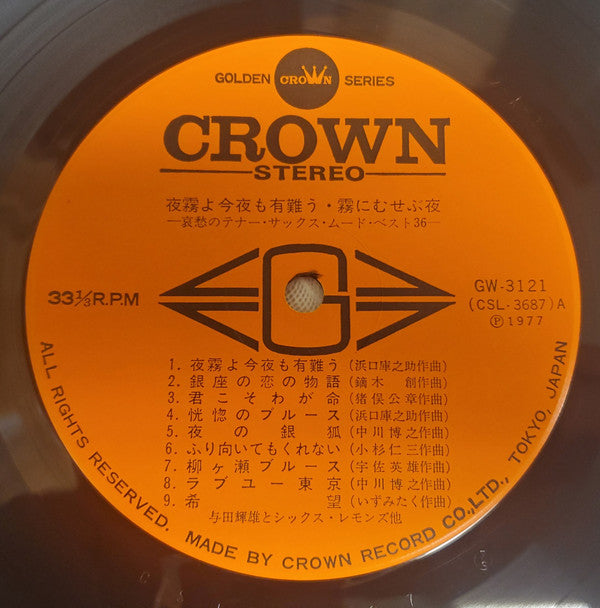 GOLDEN CROWN SERIES
CROWN
STEREO
夜霧よ今夜も有難う・霧にむせぶ夜
—哀愁のテナー・サックス・ムード・ベスト36—
33⅓R.P.M
G
GW-3121
(CSL-3687)A
Ⓟ1977
1. 夜霧よ今夜も有難う(浜口庫之助作曲)
2. 銀座の恋の物語(鏑木 創作曲)
3. 君こそわが命(猪俣公章作曲)
4. 恍惚のブルース(浜口庫之助作曲)
5. 夜の銀狐(中川博之作曲)
6. ふり向いてもくれない(小杉仁三作曲)
7. 柳ヶ瀬ブルース(宇佐英雄作曲)
8. ラブユー東京(中川博之作曲)
9. 希望(いずみたく作曲)
与田輝雄とシックス・レモンズ他
ALL RIGHTS RESERVED. MADE BY CROWN RECORD CO.,LTD., TOKYO, JAPAN